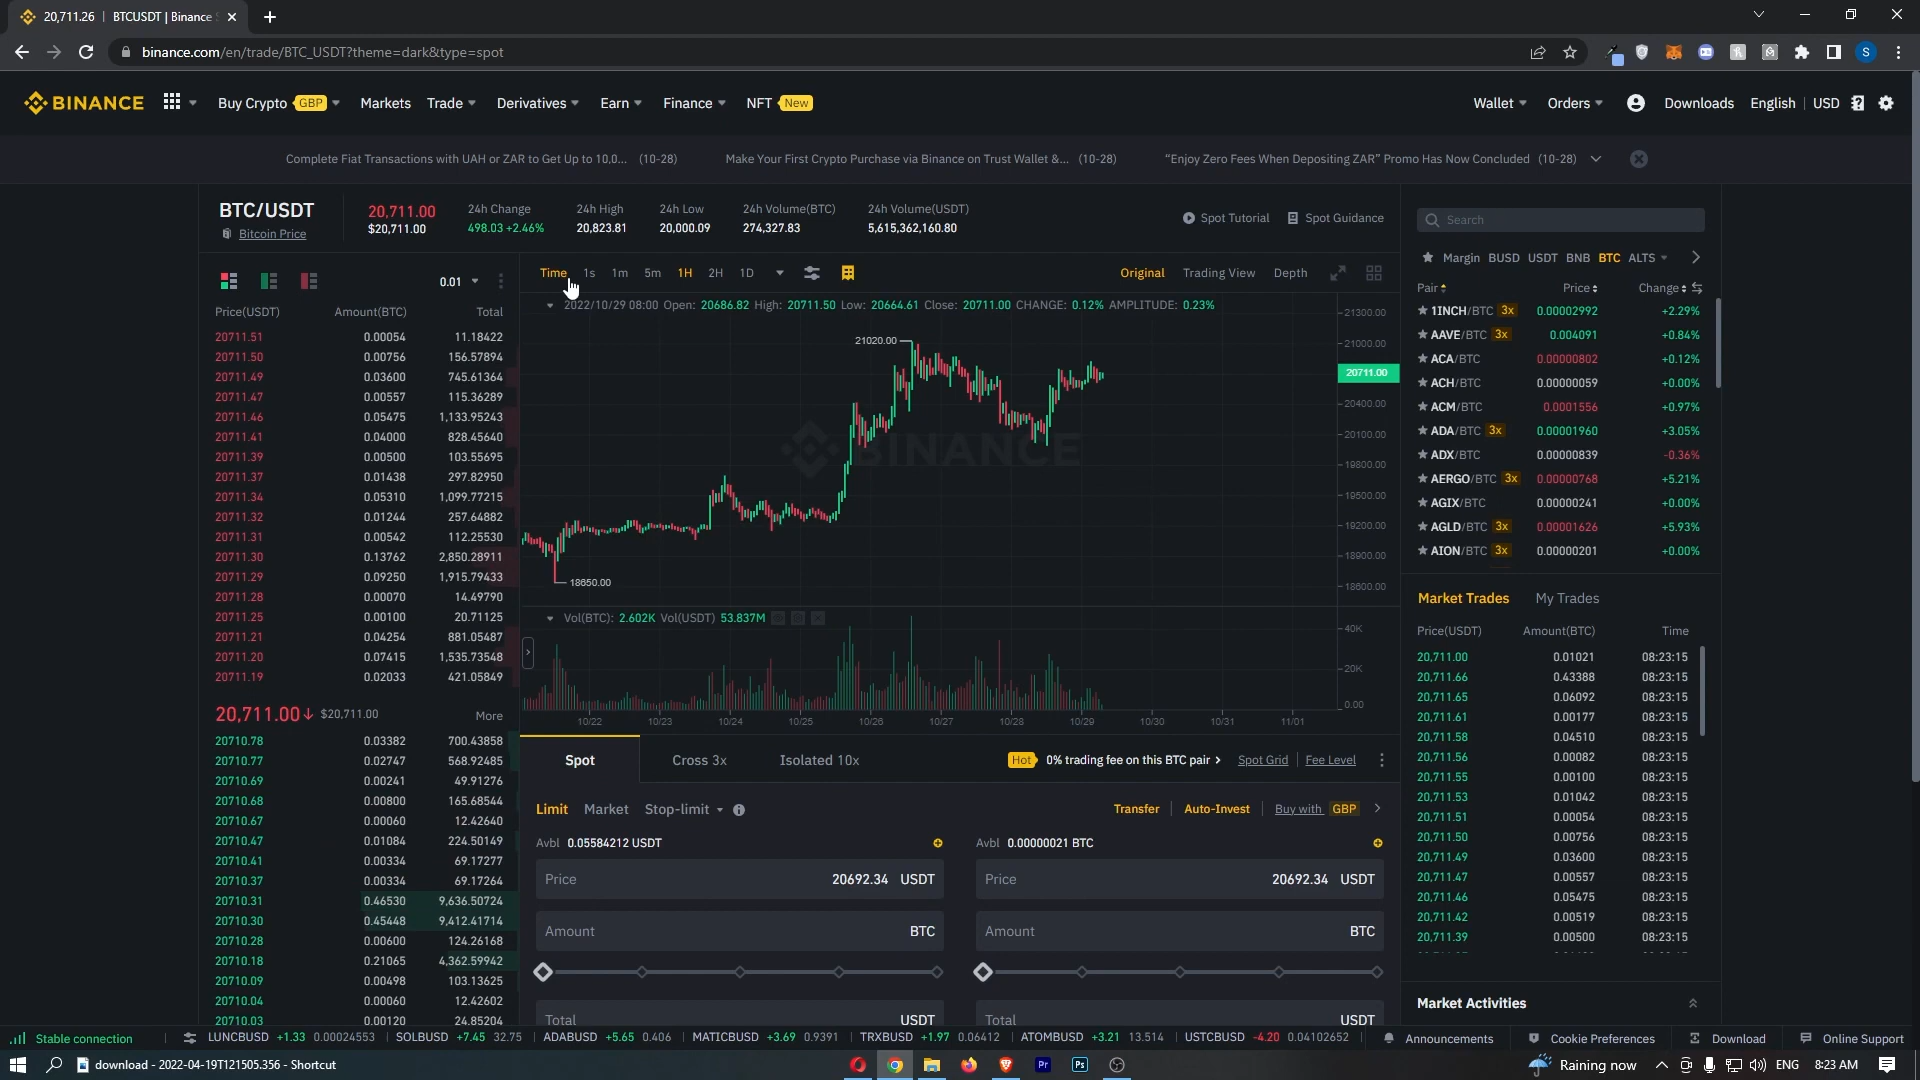 20,711.26 | BTCUSDT | Binance
binance.com/en/trade/BTC_USDT?theme=dark&type=spot
S
BINANCE Buy Crypto GBP Markets Trade Derivatives Earn Finance NFT New Wallet Orders Downloads English | USD
Complete Fiat Transactions with UAH or ZAR to Get Up to 10,0... (10-28) Make Your First Crypto Purchase via Binance on Trust Wallet &... (10-28) “Enjoy Zero Fees When Depositing ZAR” Promo Has Now Concluded (10-28)
BTC/USDT
Bitcoin Price
20,711.00
$20,711.00
24h Change
498.03 +2.46%
24h High
20,823.81
24h Low
20,000.09
24h Volume(BTC)
274,327.83
24h Volume(USDT)
5,615,362,160.80
Spot Tutorial Spot Guidance
0.01
Price(USDT) Amount(BTC) Total
20711.51 0.00054 11.18422
20711.50 0.00756 156.57894
20711.49 0.03600 745.61364
20711.47 0.00557 115.36289
20711.46 0.05475 1,133.95243
20711.41 0.04000 828.45640
20711.39 0.00500 103.55695
20711.37 0.01438 297.82950
20711.34 0.05310 1,099.77215
20711.32 0.01244 257.64882
20711.31 0.00542 112.25530
20711.30 0.13762 2,850.28911
20711.29 0.09250 1,915.79433
20711.28 0.00070 14.49790
20711.25 0.00100 20.71125
20711.21 0.04254 881.05487
20711.20 0.07415 1,535.73548
20711.19 0.02033 421.05849
20,711.00↓ $20,711.00 More
20710.78 0.03382 700.43858
20710.77 0.02747 568.92485
20710.69 0.00241 49.91276
20710.68 0.00800 165.68544
20710.67 0.00060 12.42640
20710.47 0.01084 224.50149
20710.41 0.00334 69.17277
20710.37 0.00334 69.17264
20710.31 0.46530 9,636.50724
20710.30 0.45448 9,412.41714
20710.28 0.00600 124.26168
20710.18 0.21065 4,362.59942
20710.09 0.00498 103.13625
20710.04 0.00060 12.42602
20710.03 0.00120 24.85204
Time 1s 1m 5m 1H 2H 1D Original Trading View Depth
2022/10/29 08:00 Open: 20686.82 High: 20711.50 Low: 20664.61 Close: 20711.00 CHANGE: 0.12% AMPLITUDE: 0.23%
21300.00
21000.00
20711.00
20400.00
20100.00
19800.00
19500.00
19200.00
18900.00
18600.00
21020.00
BINANCE
18650.00
Vol(BTC): 2.602K Vol(USDT) 53.837M
40K
20K
0.00
10/22 10/23 10/24 10/25 10/26 10/27 10/28 10/29 10/30 10/31 11/01
Spot Cross 3x Isolated 10x Hot 0% trading fee on this BTC pair Spot Grid Fee Level
Limit Market Stop-limit Transfer Auto-Invest Buy with GBP
Avbl 0.05584212 USDT
Price 20692.34 USDT
Amount BTC
Total USDT
Avbl 0.00000021 BTC
Price 20692.34 USDT
Amount BTC
Total USDT
Search
Margin BUSD USDT BNB BTC ALTS
Pair Price Change
1INCH/BTC 3x 0.00002992 +2.29%
AAVE/BTC 3x 0.004091 +0.84%
ACA/BTC 0.00000802 +0.12%
ACH/BTC 0.00000059 +0.00%
ACM/BTC 0.0001556 +0.97%
ADA/BTC 3x 0.00001960 +3.05%
ADX/BTC 0.00000839 -0.36%
AERGO/BTC 3x 0.00000768 +5.21%
AGIX/BTC 0.00000241 +0.00%
AGLD/BTC 3x 0.00001626 +5.93%
AION/BTC 3x 0.00000201 +0.00%
Market Trades My Trades
Price(USDT) Amount(BTC) Time
20,711.00 0.01021 08:23:15
20,711.66 0.43388 08:23:15
20,711.65 0.06092 08:23:15
20,711.61 0.00177 08:23:15
20,711.58 0.04510 08:23:15
20,711.56 0.00082 08:23:15
20,711.55 0.00100 08:23:15
20,711.53 0.01042 08:23:15
20,711.51 0.00054 08:23:15
20,711.50 0.00756 08:23:15
20,711.49 0.03600 08:23:15
20,711.47 0.00557 08:23:15
20,711.46 0.05475 08:23:15
20,711.42 0.00519 08:23:15
20,711.39 0.00500 08:23:15
Market Activities
Stable connection LUNCBUSD +1.33 0.00024553 | SOLBUSD +7.45 32.75 | ADABUSD +5.65 0.406 | MATICBUSD +3.69 0.9391 | TRXBUSD +1.97 0.06412 | ATOMBUSD +3.21 13.514 | USTCBUSD -4.20 0.04102652 Announcements Cookie Preferences Download Online Support
download - 2022-04-19T121505.356 - Shortcut Pr Ps Raining now ENG 8:23 AM